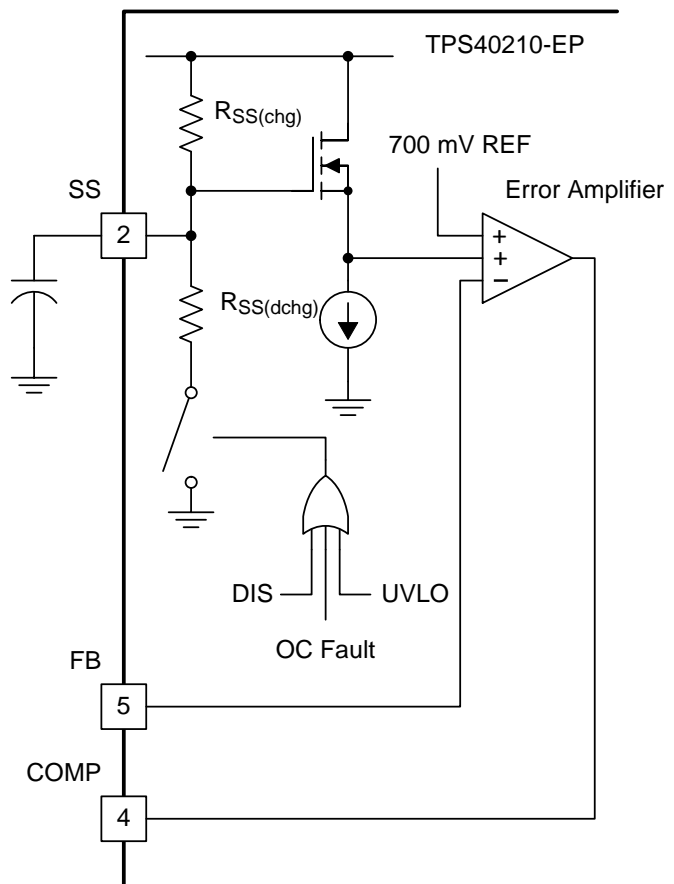 TPS40210-EP
R_SS(chg)
700 mV REF
SS
Error Amplifier
2
+
+
−
R_SS(dchg)
DIS
UVLO
OC Fault
FB
5
COMP
4